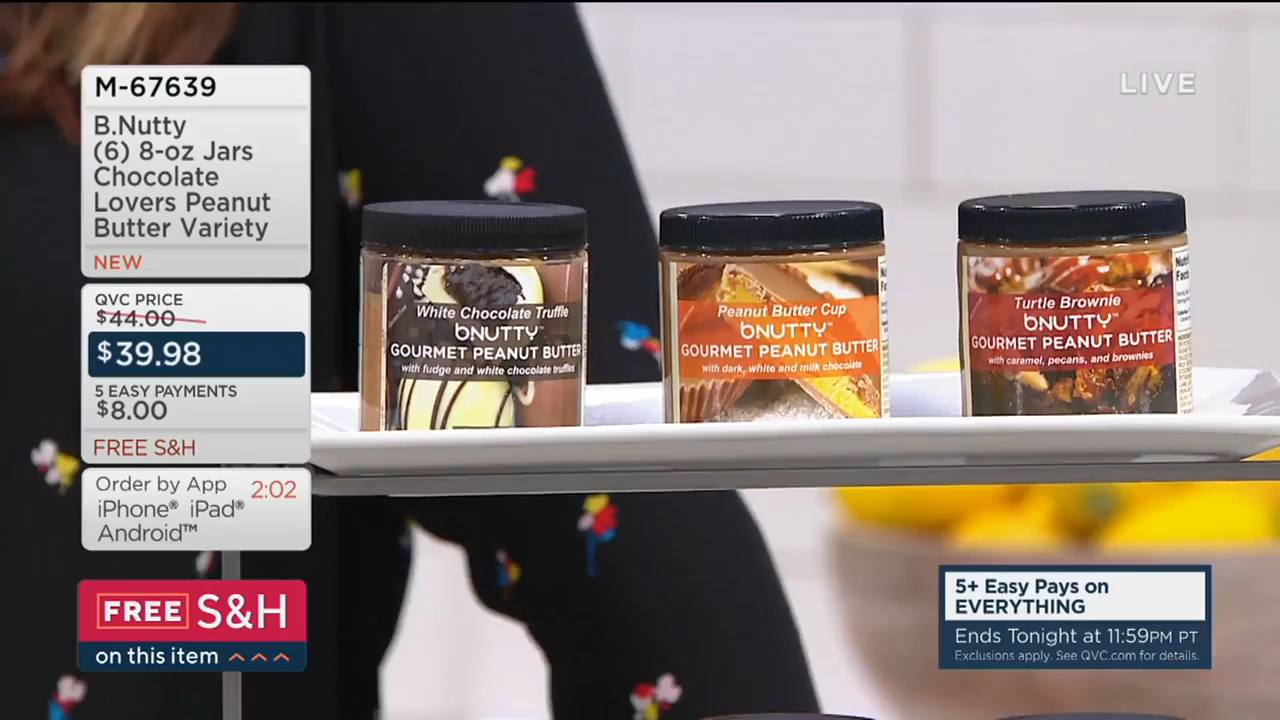 M-67639
B.Nutty
(6) 8-oz Jars
Chocolate
Lovers Peanut
Butter Variety
NEW
QVC PRICE
$44.00
$39.98
5 EASY PAYMENTS
$8.00
FREE S&H
Order by App 2:02
iPhone® iPad®
Android™
FREE S&H
on this item
LIVE
White Chocolate Truffle
bNUTTY™
GOURMET PEANUT BUTTER
with fudge and white chocolate truffles
Peanut Butter Cup
bNUTTY™
GOURMET PEANUT BUTTER
with dark, white and milk chocolate
Turtle Brownie
bNUTTY™
GOURMET PEANUT BUTTER
with caramel, pecans, and brownies
5+ Easy Pays on
EVERYTHING
Ends Tonight at 11:59PM PT
Exclusions apply. See QVC.com for details.